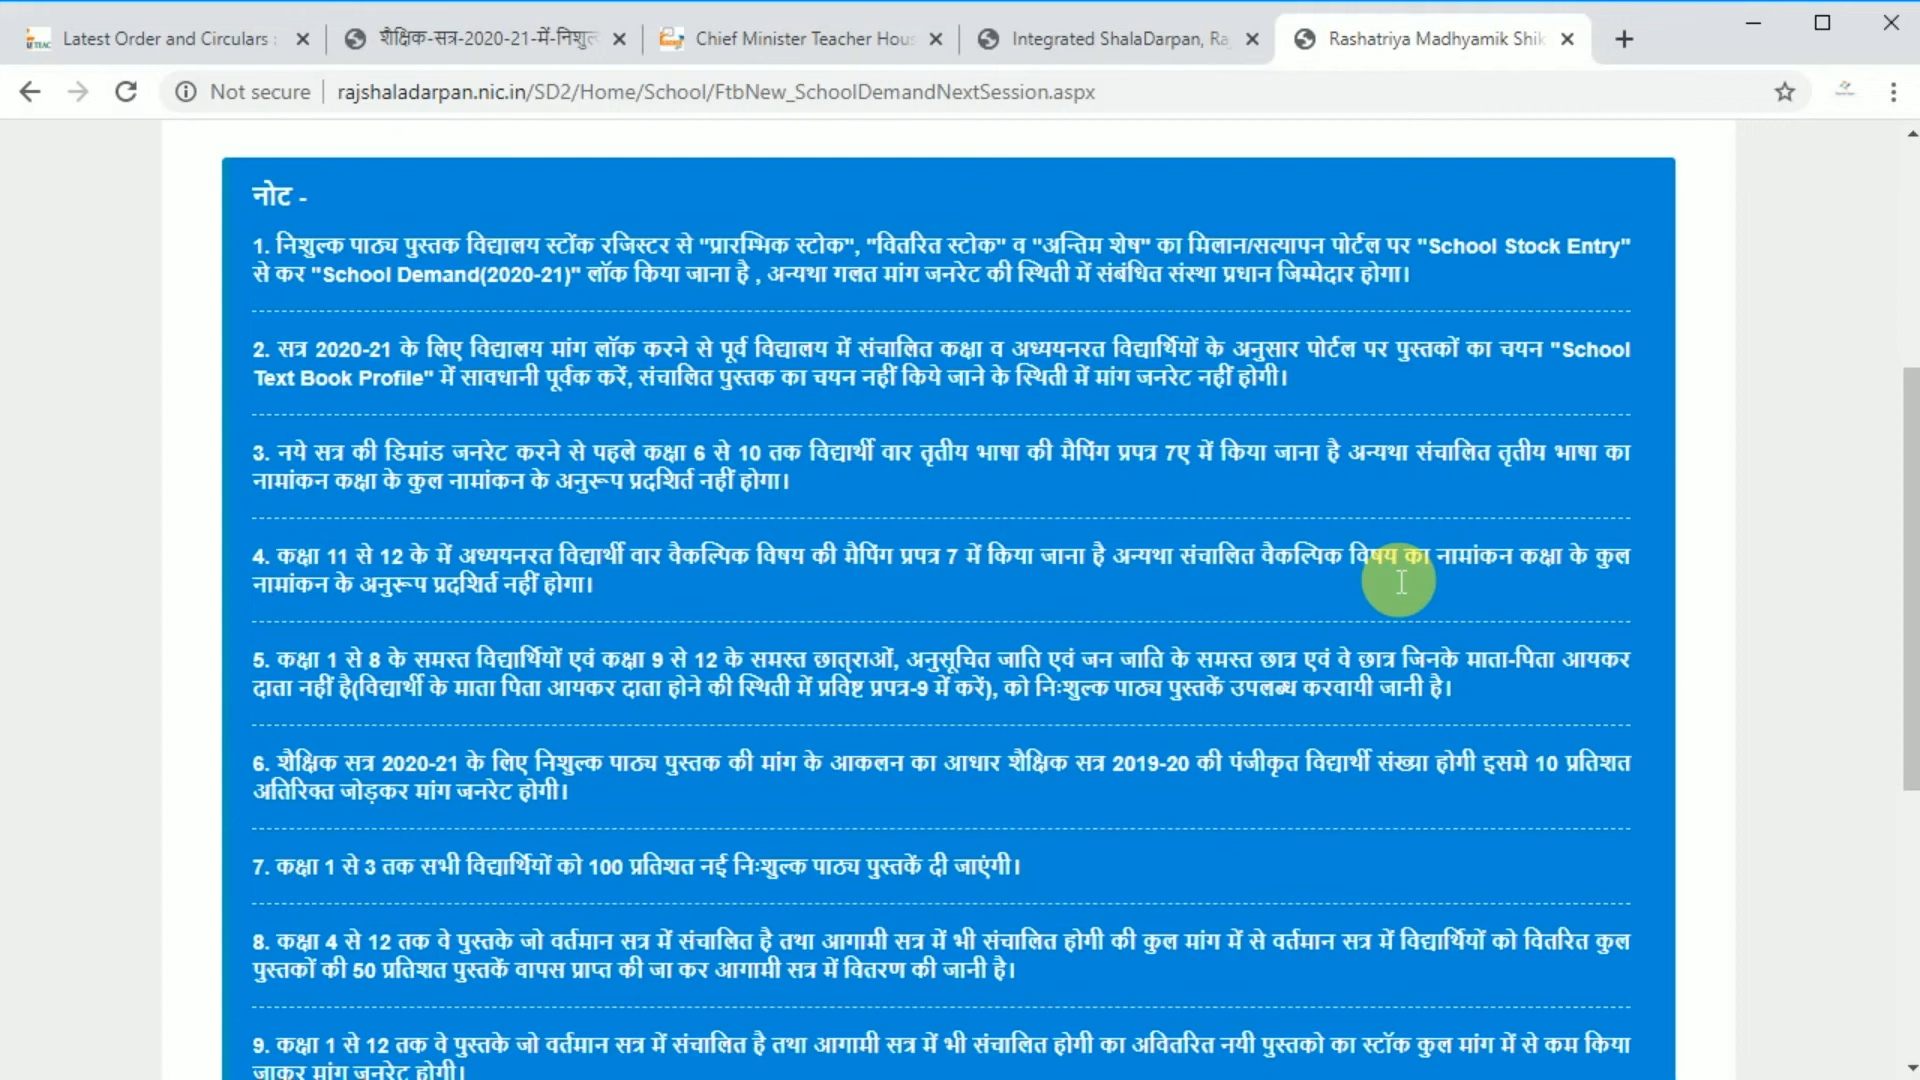 Latest Order and Circulars
शैक्षिक-सत्र-2020-21-में-निशुल्
Chief Minister Teacher Hou
Integrated ShalaDarpan, Ra
Rashatriya Madhyamik Shik
Not secure
rajshaladarpan.nic.in/SD2/Home/School/FtbNew_SchoolDemandNextSession.aspx
नोट -
1. निशुल्क पाठ्य पुस्तक विद्यालय स्टोंक रजिस्टर से "प्रारम्भिक स्टोक", "वितरित स्टोक" व "अन्तिम शेष" का मिलान/सत्यापन पोर्टल पर "School Stock Entry"
से कर "School Demand(2020-21)" लॉक किया जाना है , अन्यथा गलत मांग जनरेट की स्थिती में संबंधित संस्था प्रधान जिम्मेदार होगा।
2. सत्र 2020-21 के लिए विद्यालय मांग लॉक करने से पूर्व विद्यालय में संचालित कक्षा व अध्ययनरत विद्यार्थियों के अनुसार पोर्टल पर पुस्तकों का चयन "School
Text Book Profile" में सावधानी पूर्वक करें, संचालित पुस्तक का चयन नहीं किये जाने के स्थिती में मांग जनरेट नहीं होगी।
3. नये सत्र की डिमांड जनरेट करने से पहले कक्षा 6 से 10 तक विद्यार्थी वार तृतीय भाषा की मैपिंग प्रपत्र 7ए में किया जाना है अन्यथा संचालित तृतीय भाषा का
नामांकन कक्षा के कुल नामांकन के अनुरूप प्रदशिर्त नहीं होगा।
4. कक्षा 11 से 12 के में अध्ययनरत विद्यार्थी वार वैकल्पिक विषय की मैपिंग प्रपत्र 7 में किया जाना है अन्यथा संचालित वैकल्पिक विषय का नामांकन कक्षा के कुल
नामांकन के अनुरूप प्रदशिर्त नहीं होगा।
5. कक्षा 1 से 8 के समस्त विद्यार्थियों एवं कक्षा 9 से 12 के समस्त छात्राओं, अनुसूचित जाति एवं जन जाति के समस्त छात्र एवं वे छात्र जिनके माता-पिता आयकर
दाता नहीं है(विद्यार्थी के माता पिता आयकर दाता होने की स्थिती में प्रविष्ट प्रपत्र-9 में करें), को निःशुल्क पाठ्य पुस्तकें उपलब्ध करवायी जानी है।
6. शैक्षिक सत्र 2020-21 के लिए निशुल्क पाठ्य पुस्तक की मांग के आकलन का आधार शैक्षिक सत्र 2019-20 की पंजीकृत विद्यार्थी संख्या होगी इसमे 10 प्रतिशत
अतिरिक्त जोड़कर मांग जनरेट होगी।
7. कक्षा 1 से 3 तक सभी विद्यार्थियों को 100 प्रतिशत नई निःशुल्क पाठ्य पुस्तकें दी जाएंगी।
8. कक्षा 4 से 12 तक वे पुस्तके जो वर्तमान सत्र में संचालित है तथा आगामी सत्र में भी संचालित होगी की कुल मांग में से वर्तमान सत्र में विद्यार्थियों को वितरित कुल
पुस्तकों की 50 प्रतिशत पुस्तकें वापस प्राप्त की जा कर आगामी सत्र में वितरण की जानी है।
9. कक्षा 1 से 12 तक वे पुस्तके जो वर्तमान सत्र में संचालित है तथा आगामी सत्र में भी संचालित होगी का अवितरित नयी पुस्तको का स्टॉक कुल मांग में से कम किया
जाकर मांग जनरेट होगी।